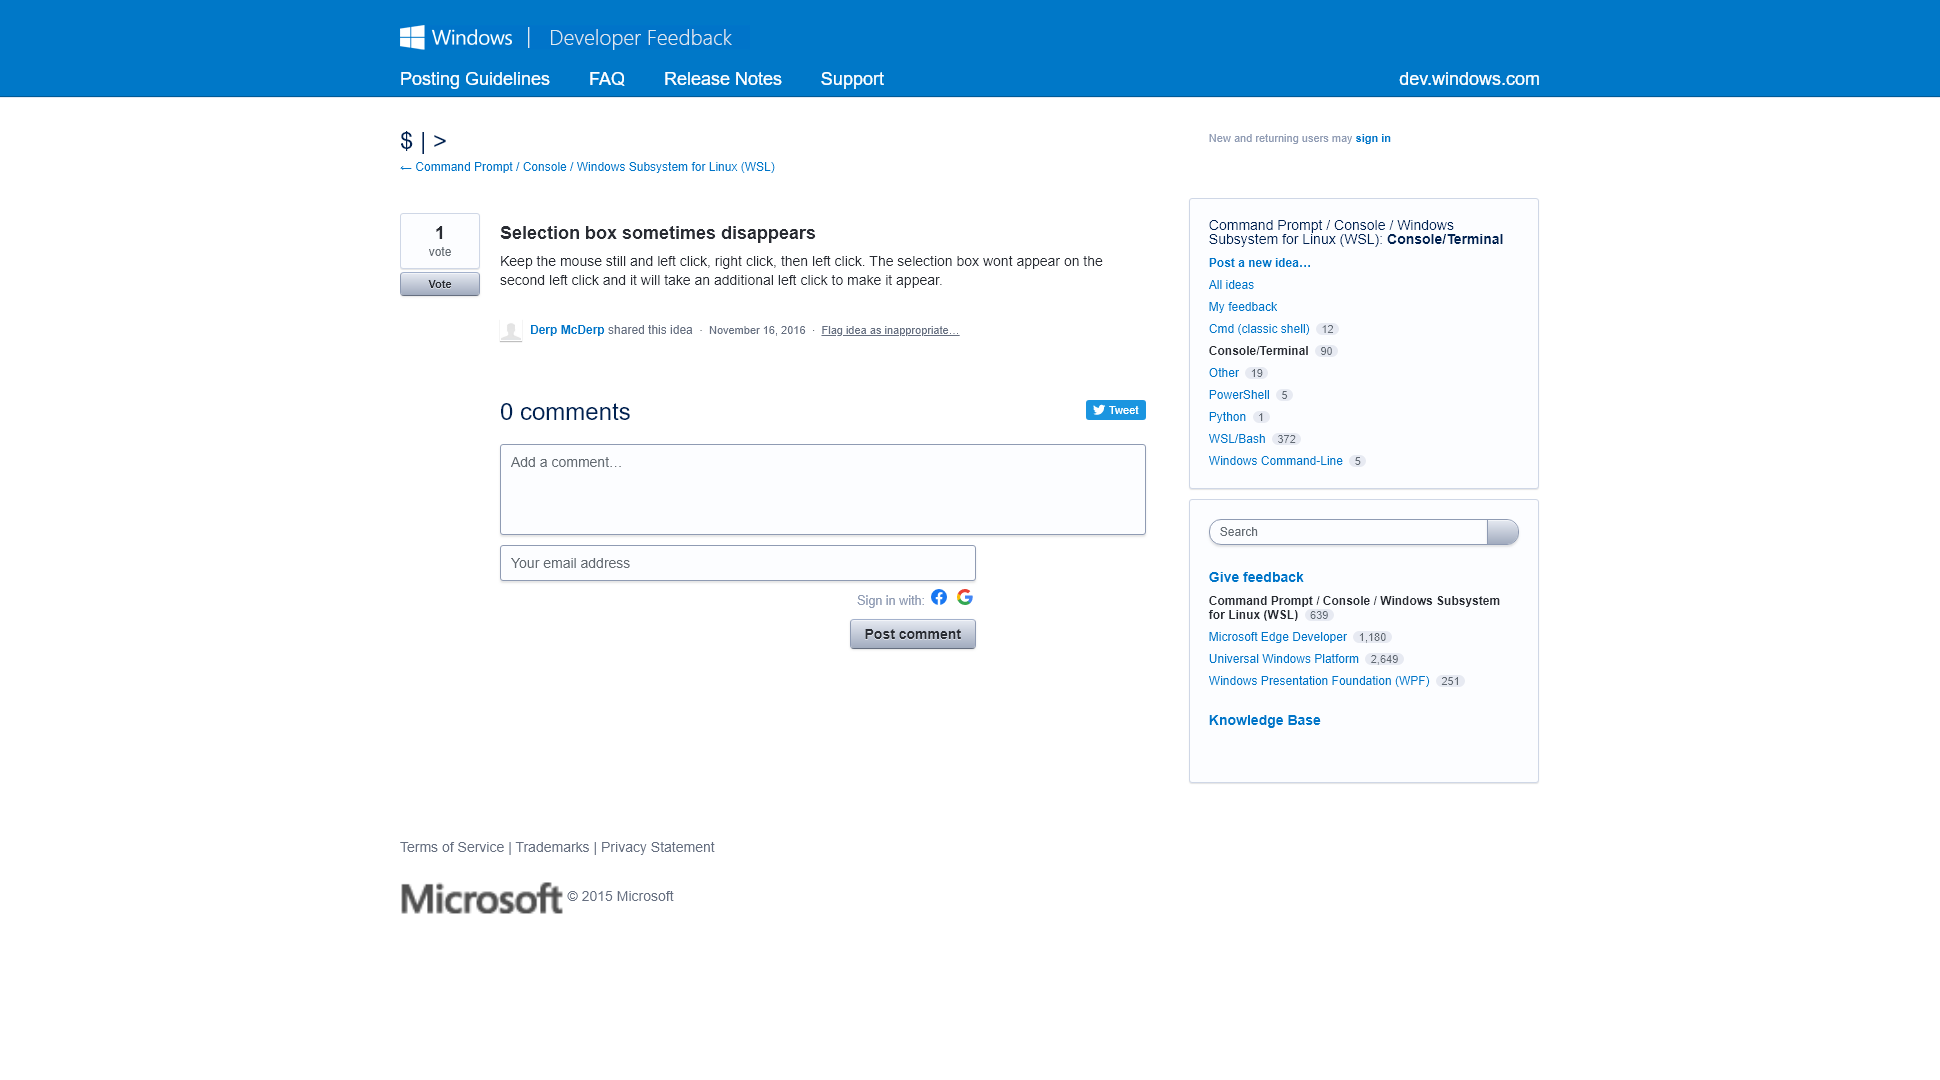 Windows | Developer Feedback
Posting Guidelines FAQ Release Notes Support dev.windows.com
$ | >
← Command Prompt / Console / Windows Subsystem for Linux (WSL)
1
vote
Vote
Selection box sometimes disappears
Keep the mouse still and left click, right click, then left click. The selection box wont appear on the
second left click and it will take an additional left click to make it appear.
Derp McDerp shared this idea · November 16, 2016 · Flag idea as inappropriate…
0 comments
Tweet
Add a comment…
Your email address
Sign in with:
Post comment
New and returning users may sign in
Command Prompt / Console / Windows
Subsystem for Linux (WSL): Console/Terminal
Post a new idea…
All ideas
My feedback
Cmd (classic shell) 12
Console/Terminal 90
Other 19
PowerShell 5
Python 1
WSL/Bash 372
Windows Command-Line 5
Search
Give feedback
Command Prompt / Console / Windows Subsystem
for Linux (WSL) 639
Microsoft Edge Developer 1,180
Universal Windows Platform 2,649
Windows Presentation Foundation (WPF) 251
Knowledge Base
Terms of Service | Trademarks | Privacy Statement
Microsoft © 2015 Microsoft